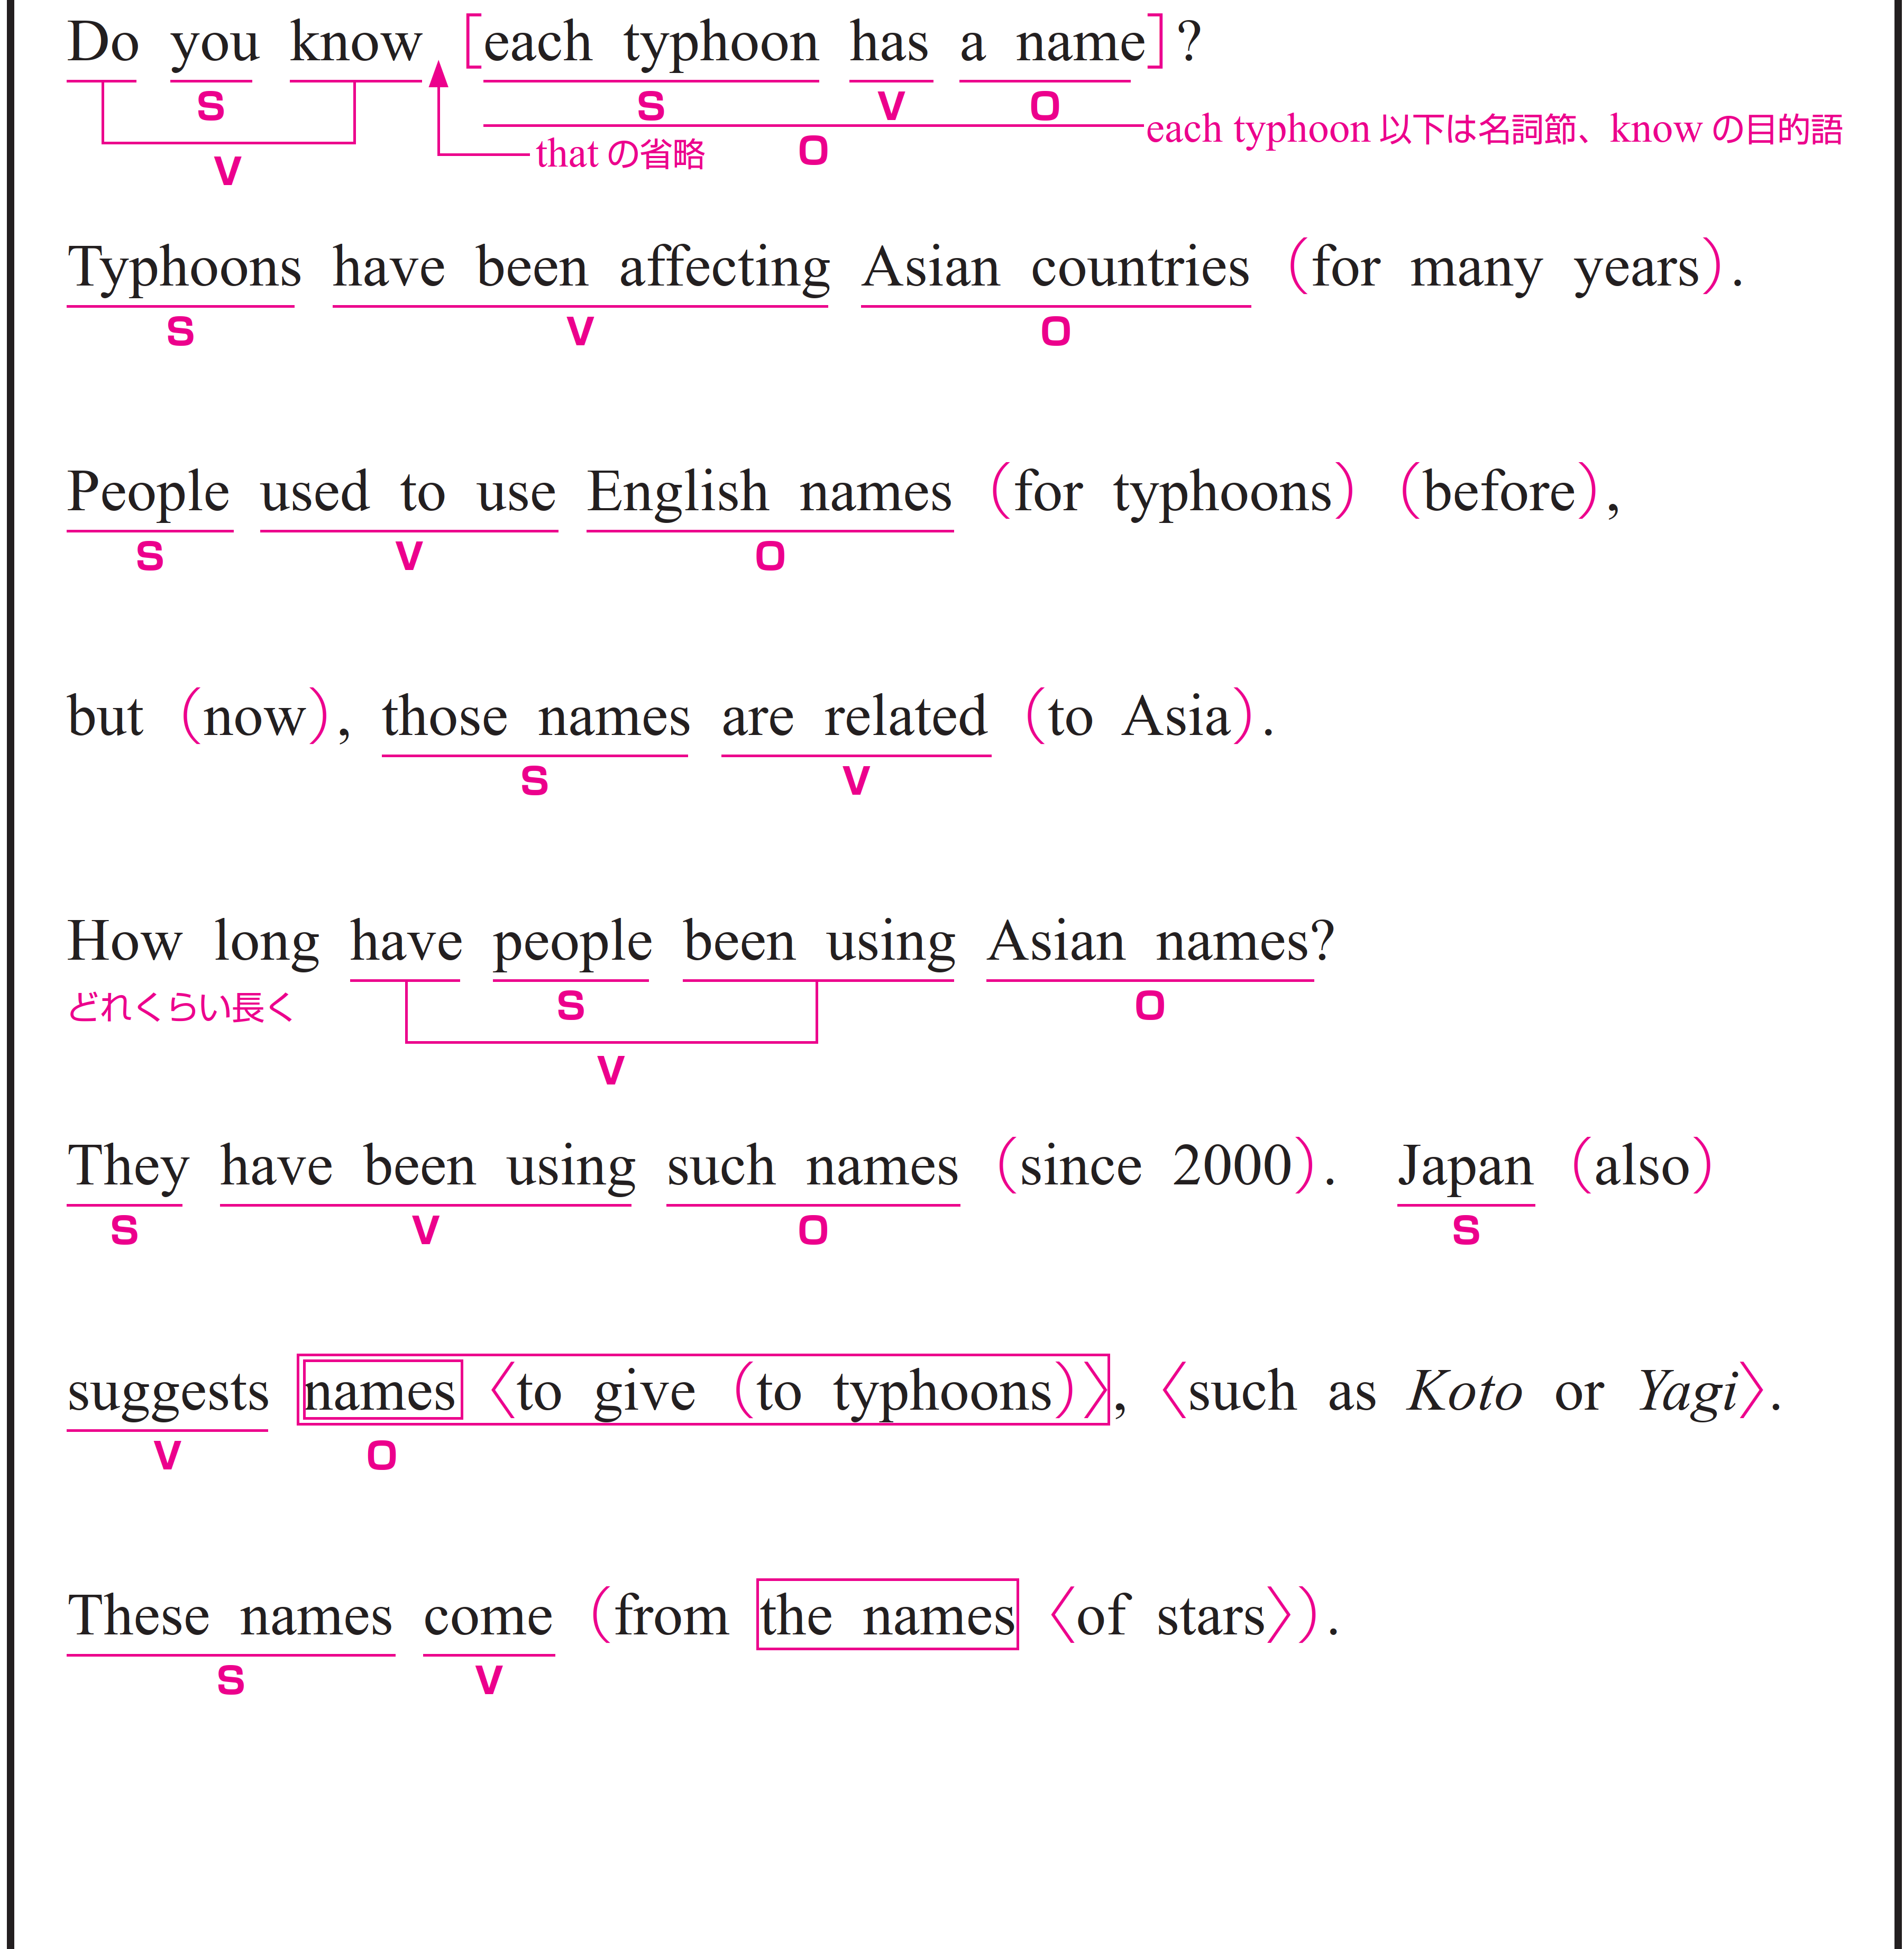 Do you know [each typhoon has a name]?
S S V O
each typhoon 以下は名詞節、know の目的語
that の省略 O
V
Typhoons have been affecting Asian countries (for many years).
S V O
People used to use English names (for typhoons) (before),
S V O
but (now), those names are related (to Asia).
S V
How long have people been using Asian names?
どれくらい長く S O
V
They have been using such names (since 2000). Japan (also)
S V O S
suggests names 〈to give (to typhoons)〉, 〈such as Koto or Yagi〉.
V O
These names come (from the names 〈of stars〉).
S V